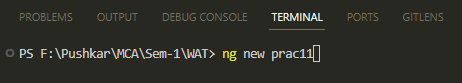 PROBLEMS OUTPUT DEBUG CONSOLE TERMINAL PORTS GITLENS
PS F:\Pushkar\MCA\Sem-1\WAT> ng new prac11